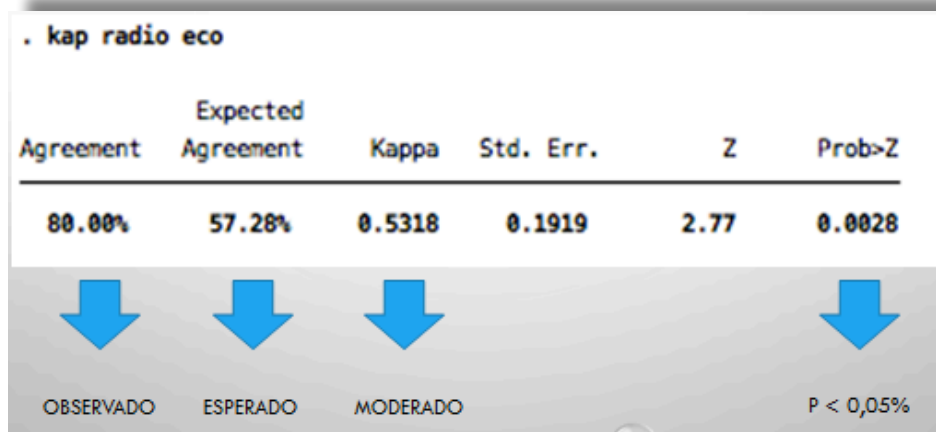 . kap radio eco
Expected
Agreement Agreement Kappa Std. Err. Z Prob>Z
80.00% 57.28% 0.5318 0.1919 2.77 0.0028
OBSERVADO ESPERADO MODERADO P < 0,05%